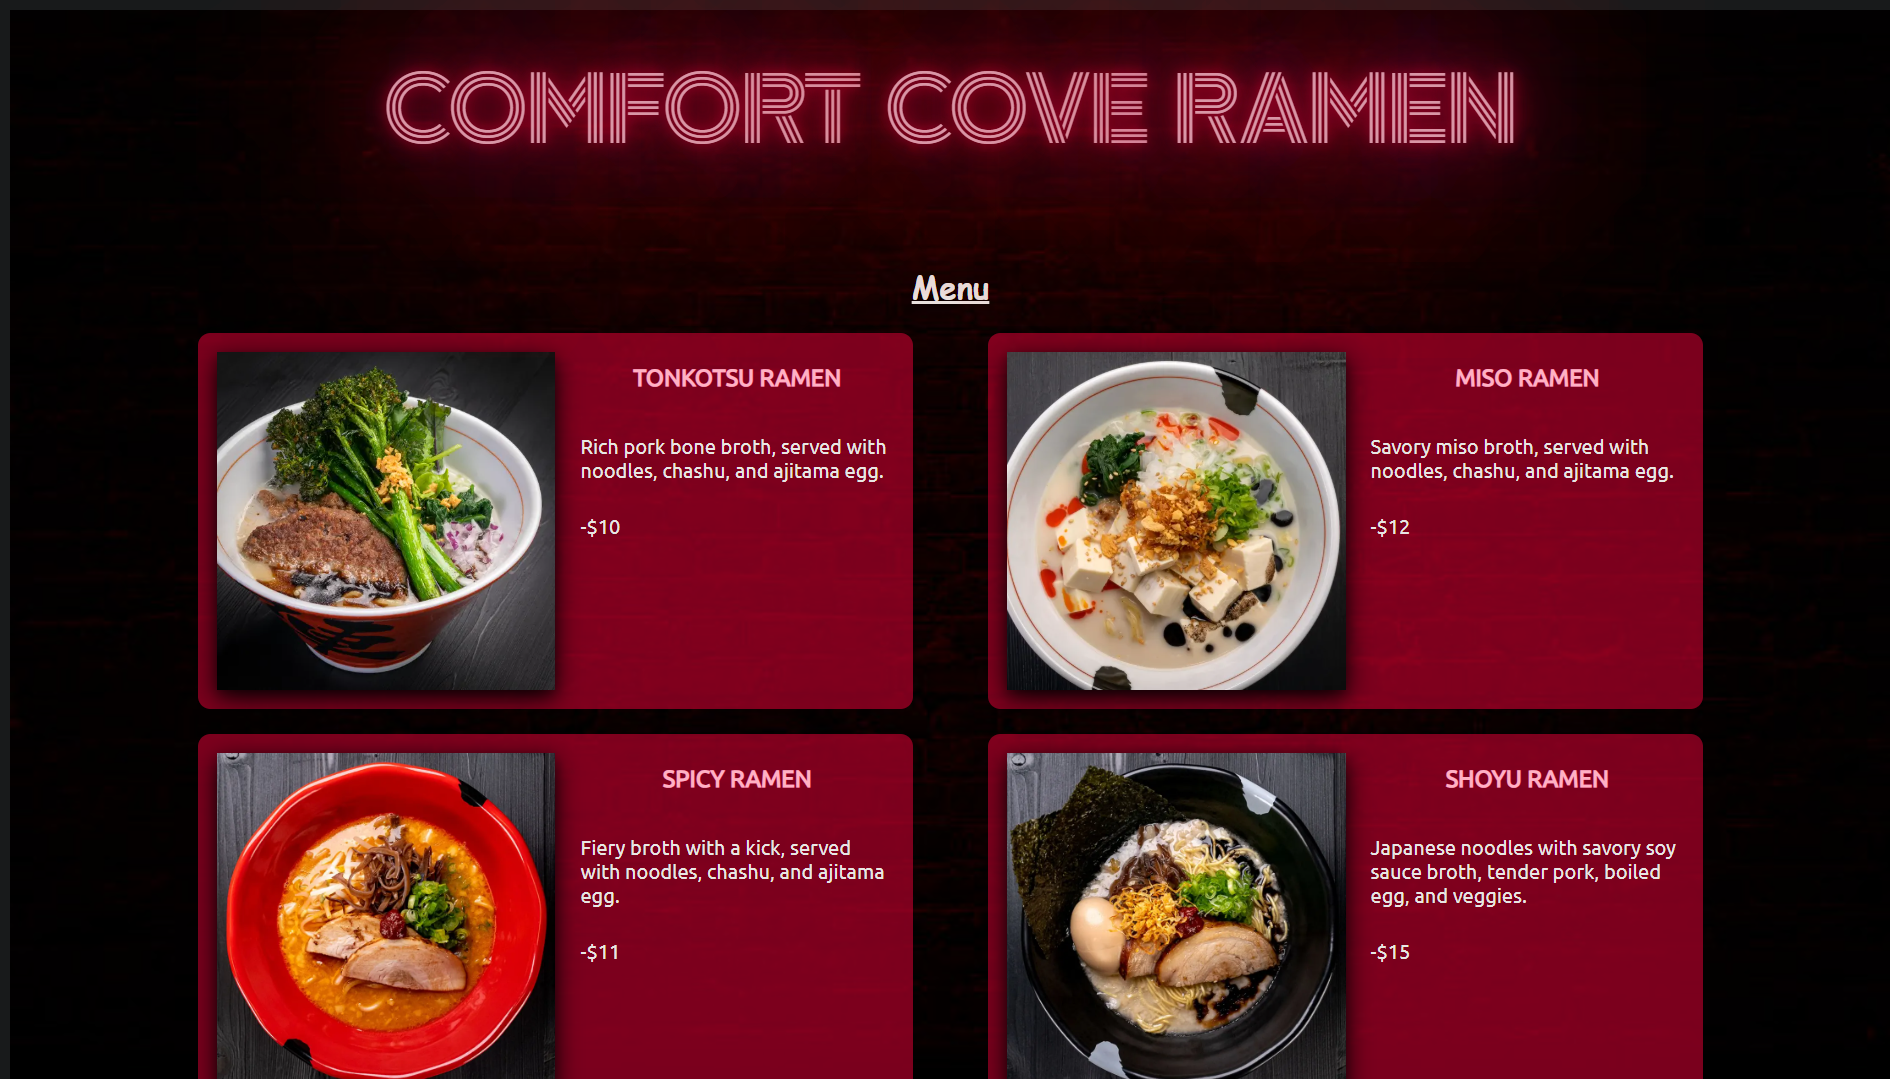 COMFORT COVE RAMEN
Menu
TONKOTSU RAMEN
Rich pork bone broth, served with
noodles, chashu, and ajitama egg.
-$10
MISO RAMEN
Savory miso broth, served with
noodles, chashu, and ajitama egg.
-$12
SPICY RAMEN
Fiery broth with a kick, served
with noodles, chashu, and ajitama
egg.
-$11
SHOYU RAMEN
Japanese noodles with savory soy
sauce broth, tender pork, boiled
egg, and veggies.
-$15